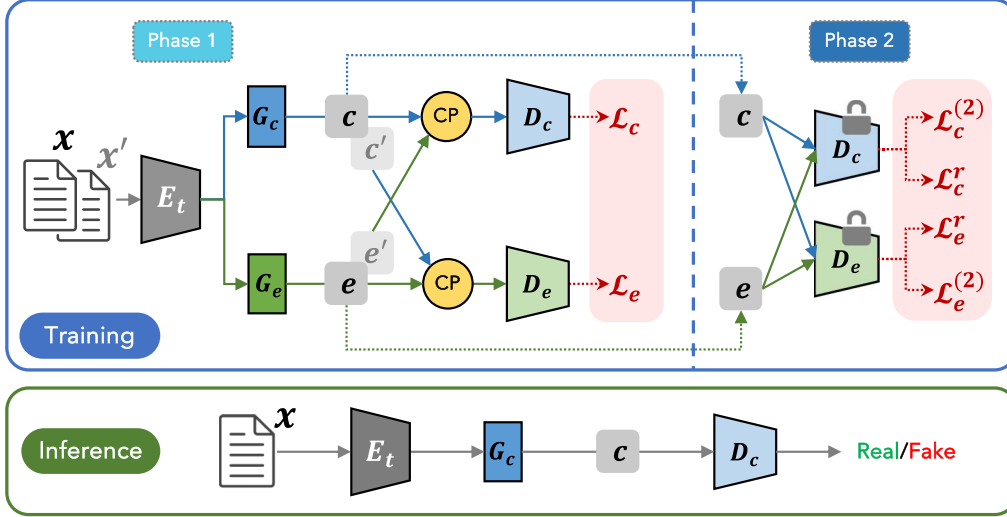 Phase 1
Phase 2
x
x′
E_t
G_c
c
c′
CP
D_c
ℒ_c
G_e
e
e′
CP
D_e
ℒ_e
c
e
D_c
D_e
ℒ_c^(2)
ℒ_c^r
ℒ_e^r
ℒ_e^(2)
Training
Inference
x
E_t
G_c
c
D_c
Real/Fake